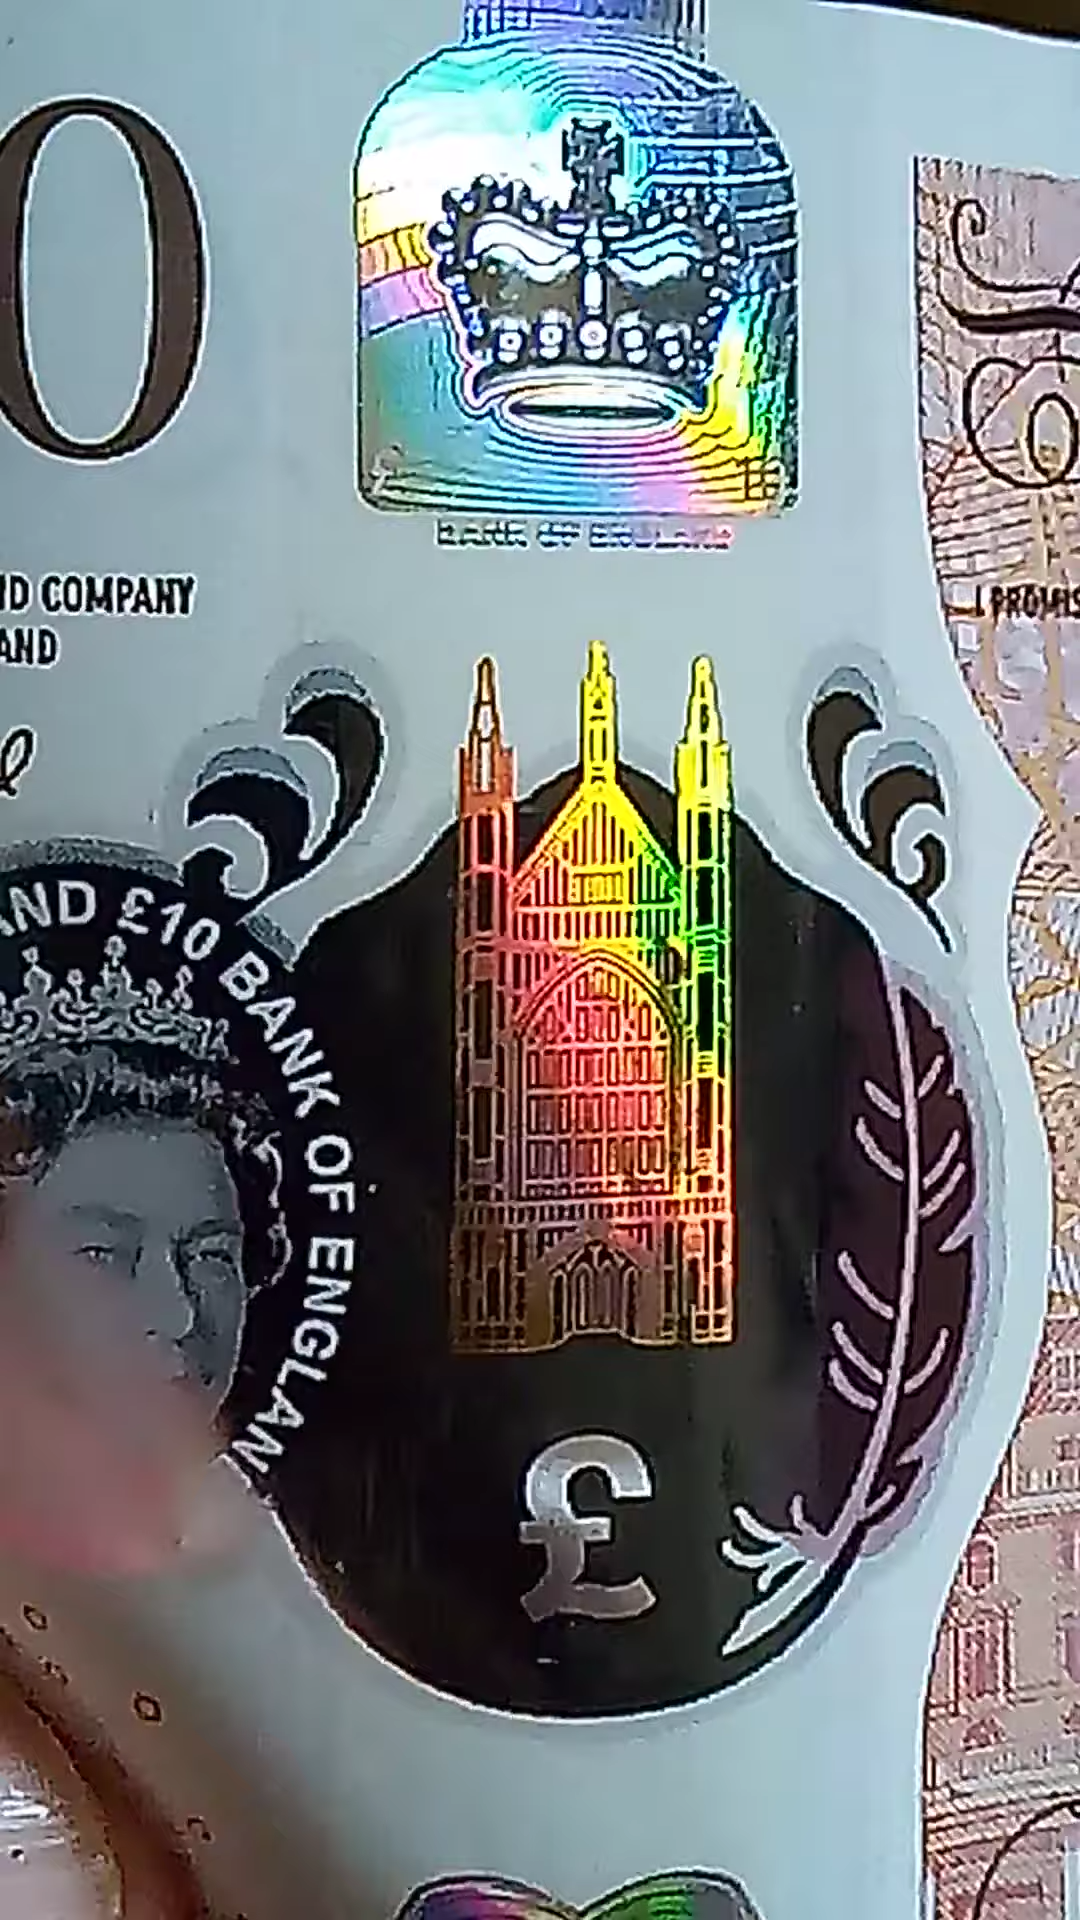 0
BANK OF ENGLAND
ND COMPANY
AND
I PROMIS
AND £10 BANK OF ENGLAN
£